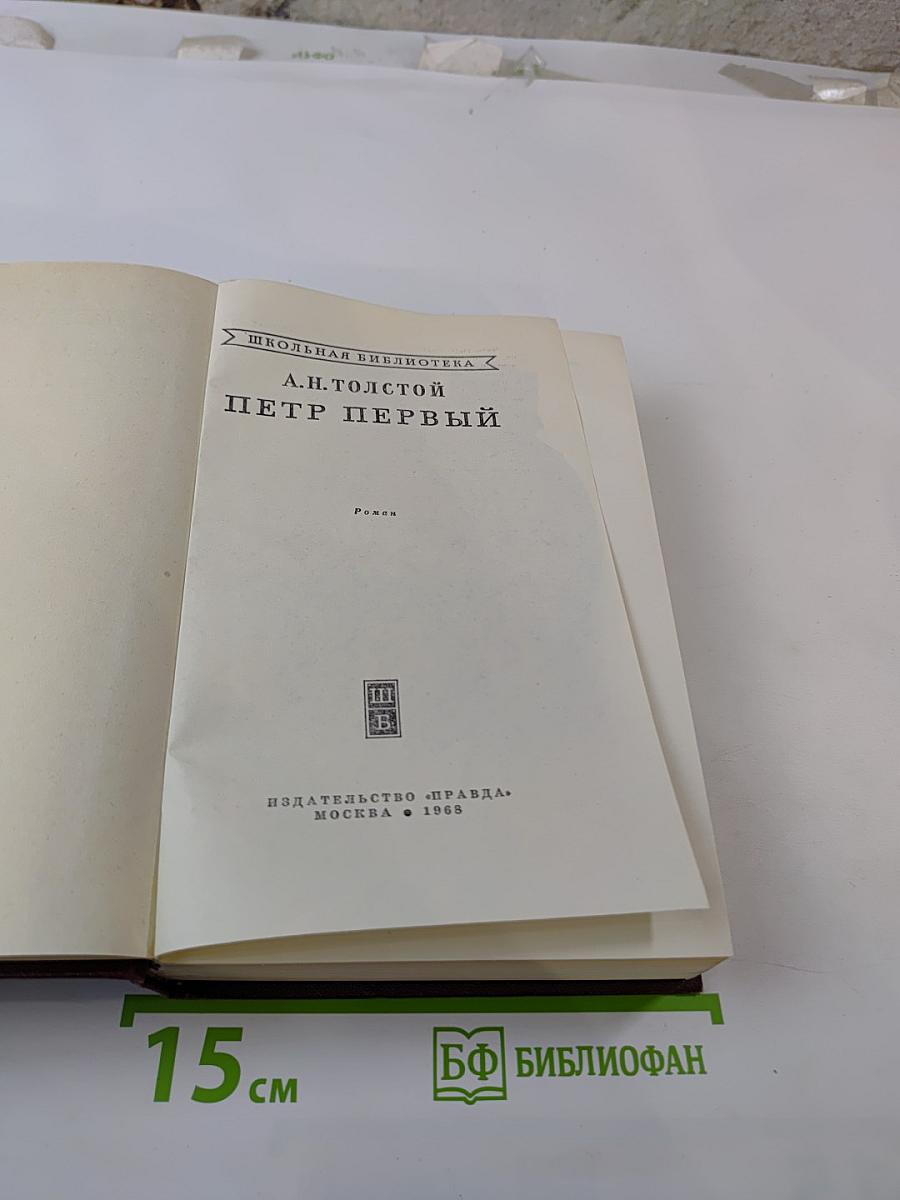 ШКОЛЬНАЯ БИБЛИОТЕКА
А.Н.ТОЛСТОЙ
ПЕТР ПЕРВЫЙ
Роман
Ш
Б
ИЗДАТЕЛЬСТВО «ПРАВДА»
МОСКВА • 1968
15 см
БФ БИБЛИОФАН